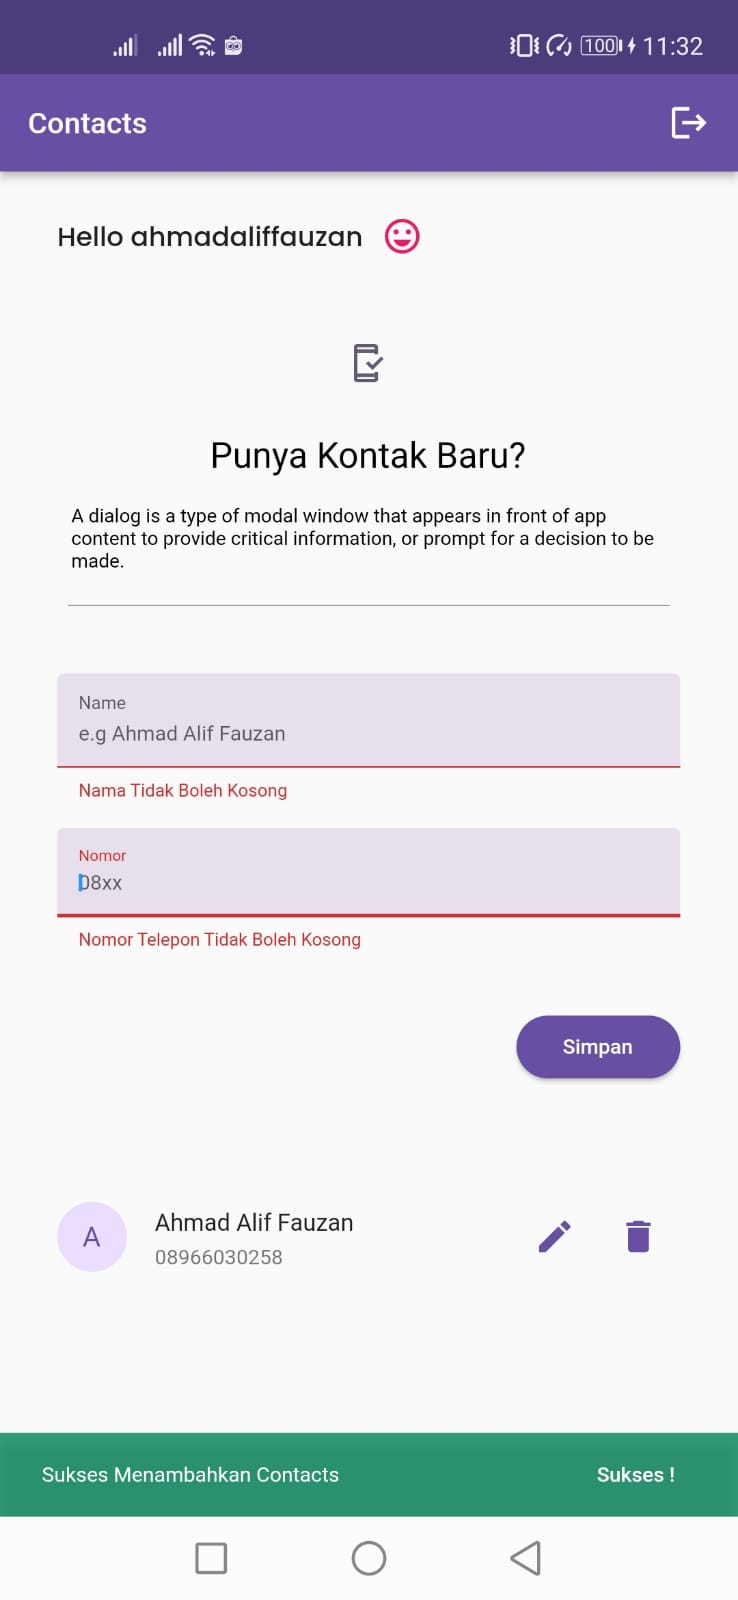 100 11:32
Contacts
Hello ahmadaliffauzan
Punya Kontak Baru?
A dialog is a type of modal window that appears in front of app
content to provide critical information, or prompt for a decision to be
made.
Name
e.g Ahmad Alif Fauzan
Nama Tidak Boleh Kosong
Nomor
08xx
Nomor Telepon Tidak Boleh Kosong
Simpan
A
Ahmad Alif Fauzan
08966030258
Sukses Menambahkan Contacts Sukses !